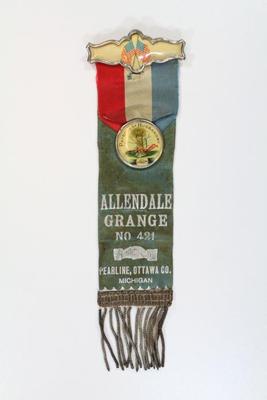 ALLENDALE
GRANGE
NO 421
PEARLINE, OTTAWA CO.
MICHIGAN